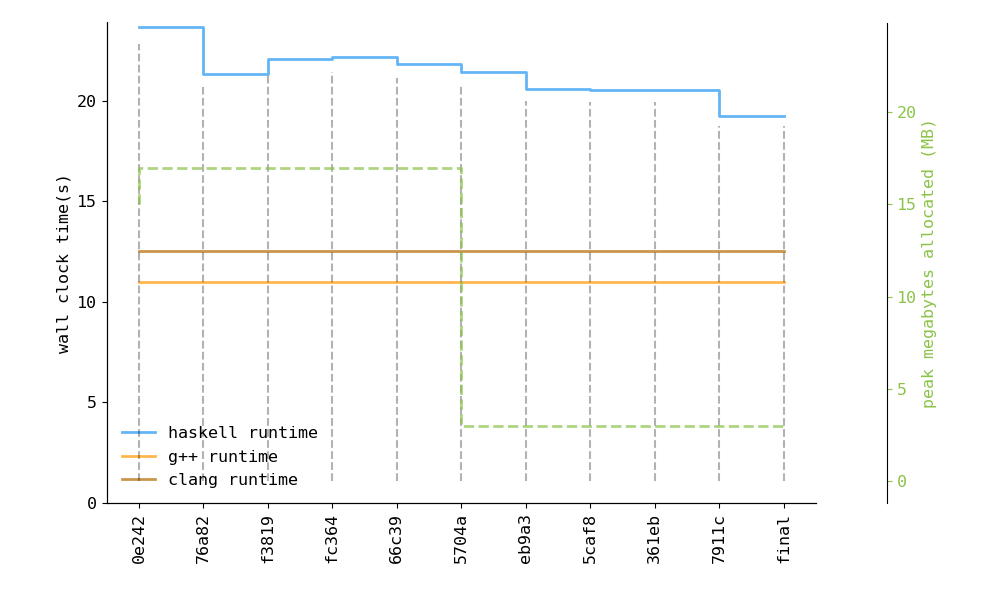 20
15
10
5
0
wall clock time(s)
haskell runtime
g++ runtime
clang runtime
0e242
76a82
f3819
fc364
66c39
5704a
eb9a3
5caf8
361eb
7911c
final
20
15
10
5
0
peak megabytes allocated (MB)